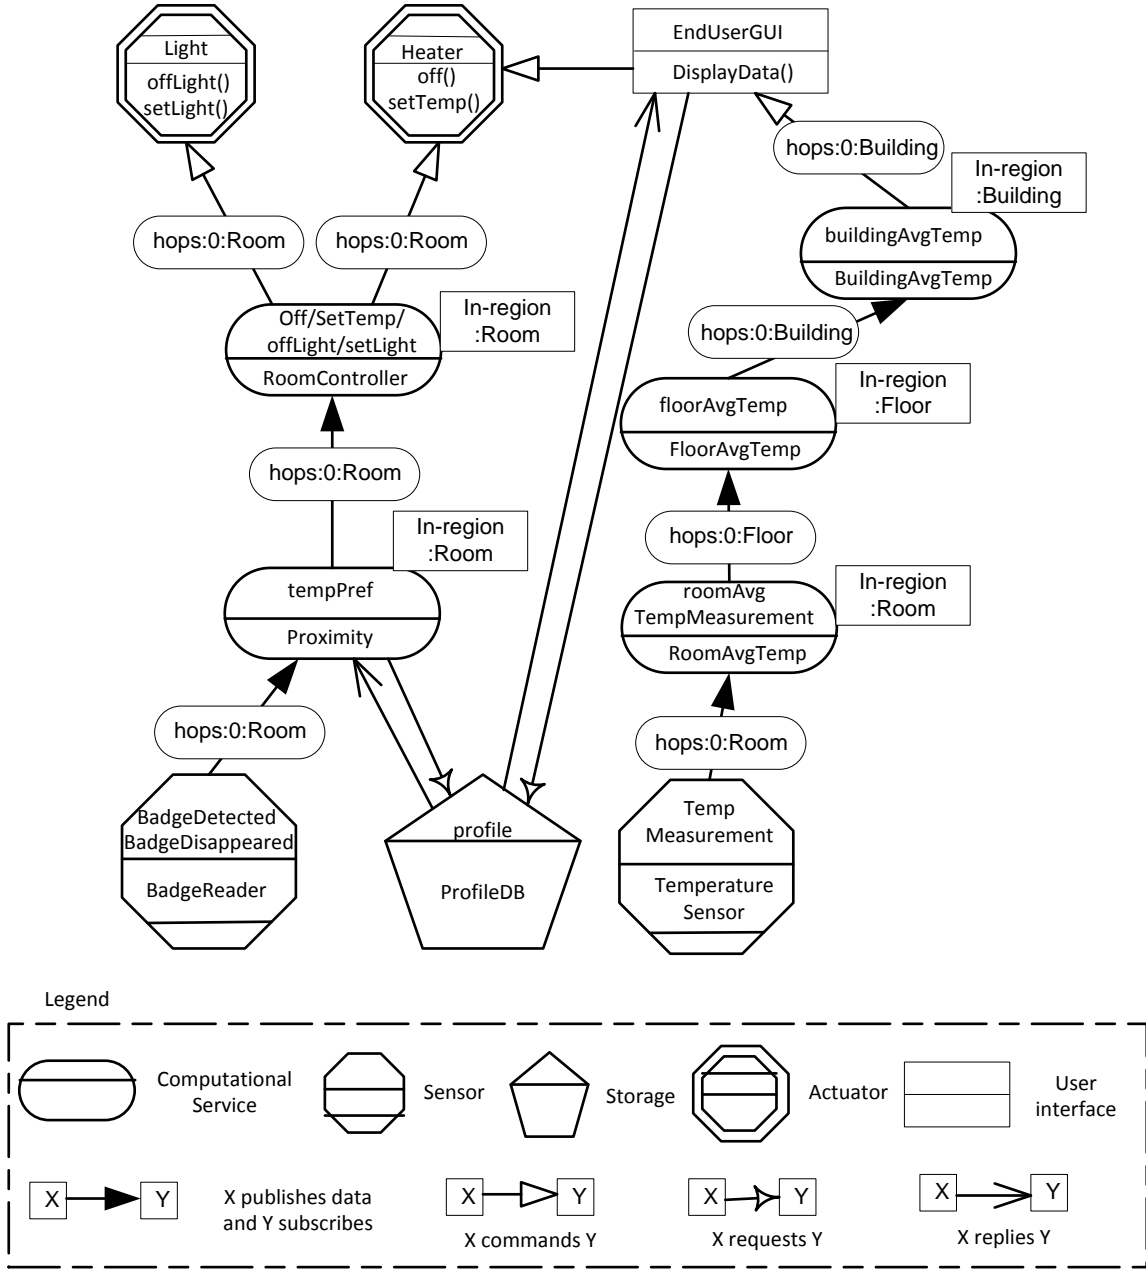 Light
offLight()
setLight()
Heater
off()
setTemp()
EndUserGUI
DisplayData()
hops:0:Building
In-region
:Building
buildingAvgTemp
BuildingAvgTemp
hops:0:Room
hops:0:Room
Off/SetTemp/
offLight/setLight
RoomController
In-region
:Room
hops:0:Building
floorAvgTemp
FloorAvgTemp
In-region
:Floor
hops:0:Room
hops:0:Floor
In-region
:Room
tempPref
Proximity
roomAvg
TempMeasurement
RoomAvgTemp
In-region
:Room
hops:0:Room
hops:0:Room
BadgeDetected
BadgeDisappeared
BadgeReader
profile
ProfileDB
Temp
Measurement
Temperature
Sensor
Legend
Computational
Service
Sensor
Storage
Actuator
User
interface
X
Y
X publishes data
and Y subscribes
X
Y
X commands Y
X
Y
X requests Y
X
Y
X replies Y